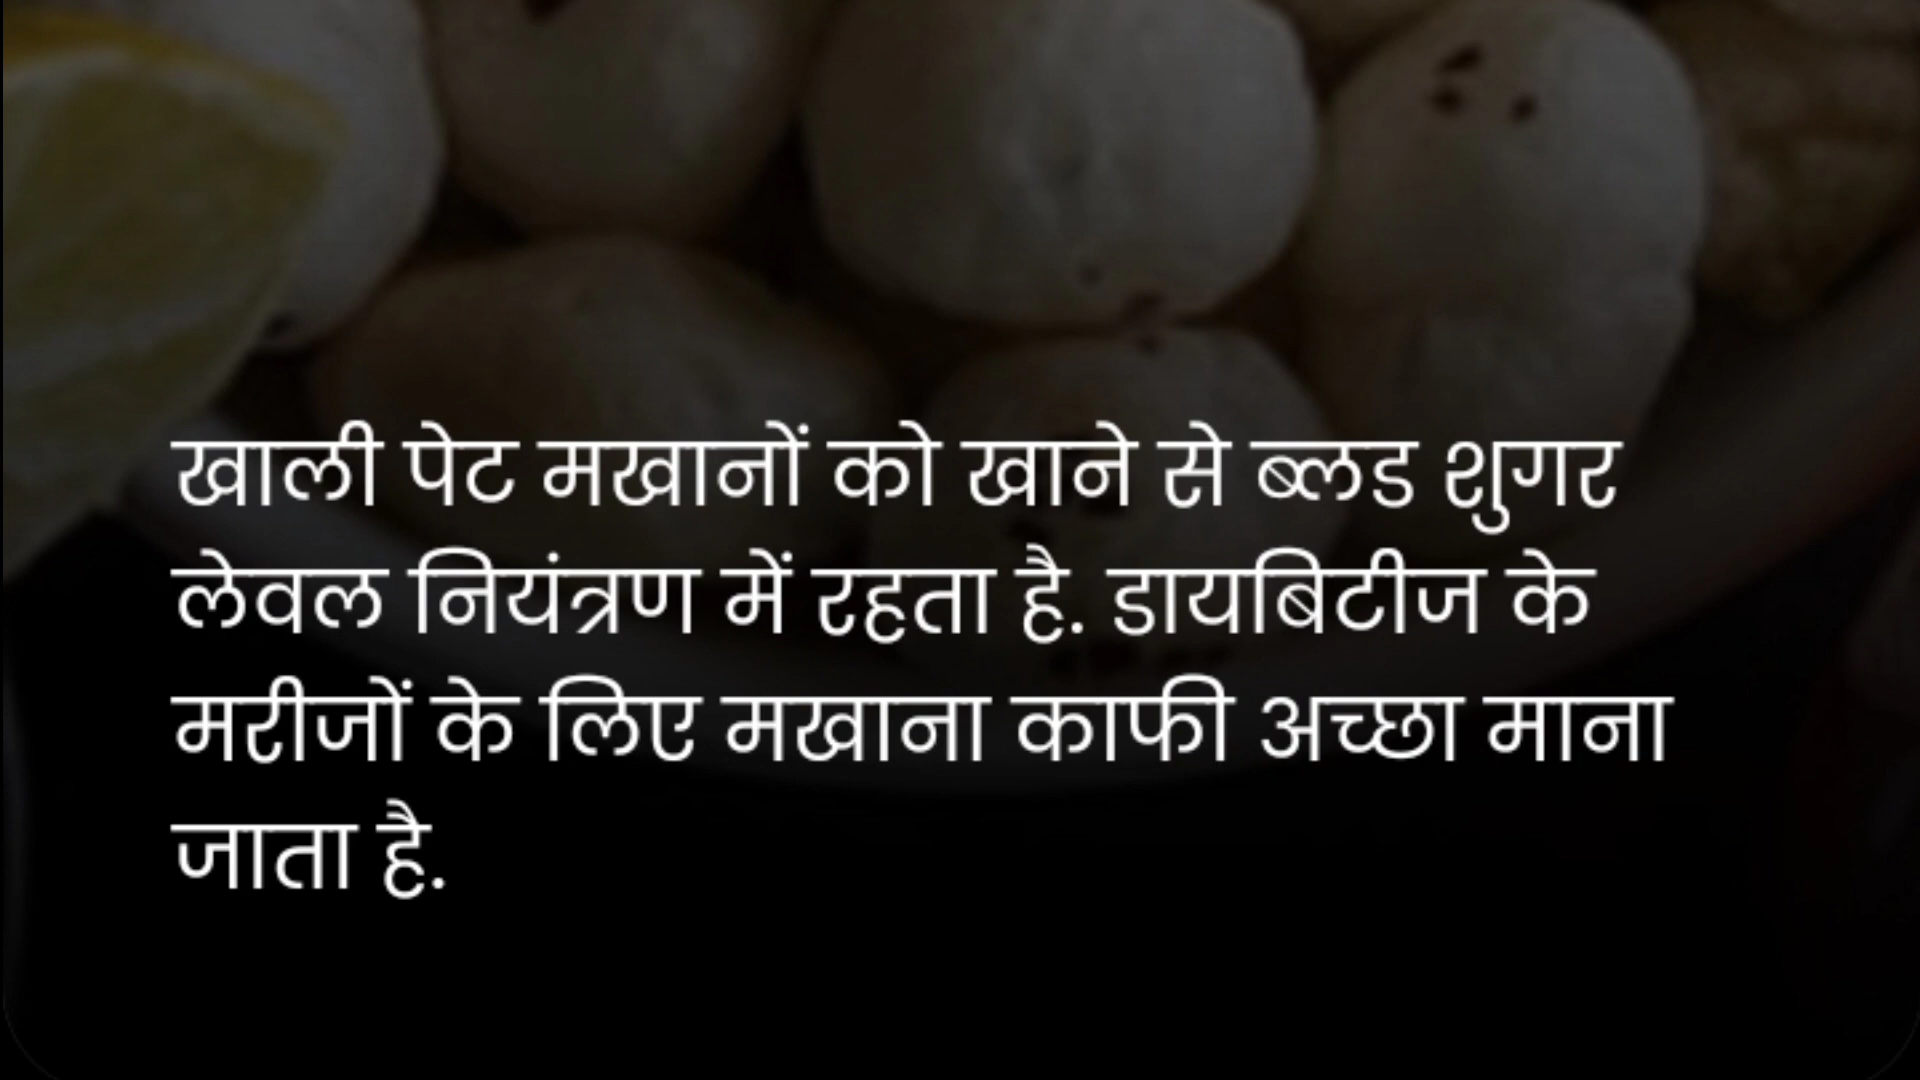 खाली पेट मखानों को खाने से ब्लड शुगर
लेवल नियंत्रण में रहता है. डायबिटीज के
मरीजों के लिए मखाना काफी अच्छा माना
जाता है.